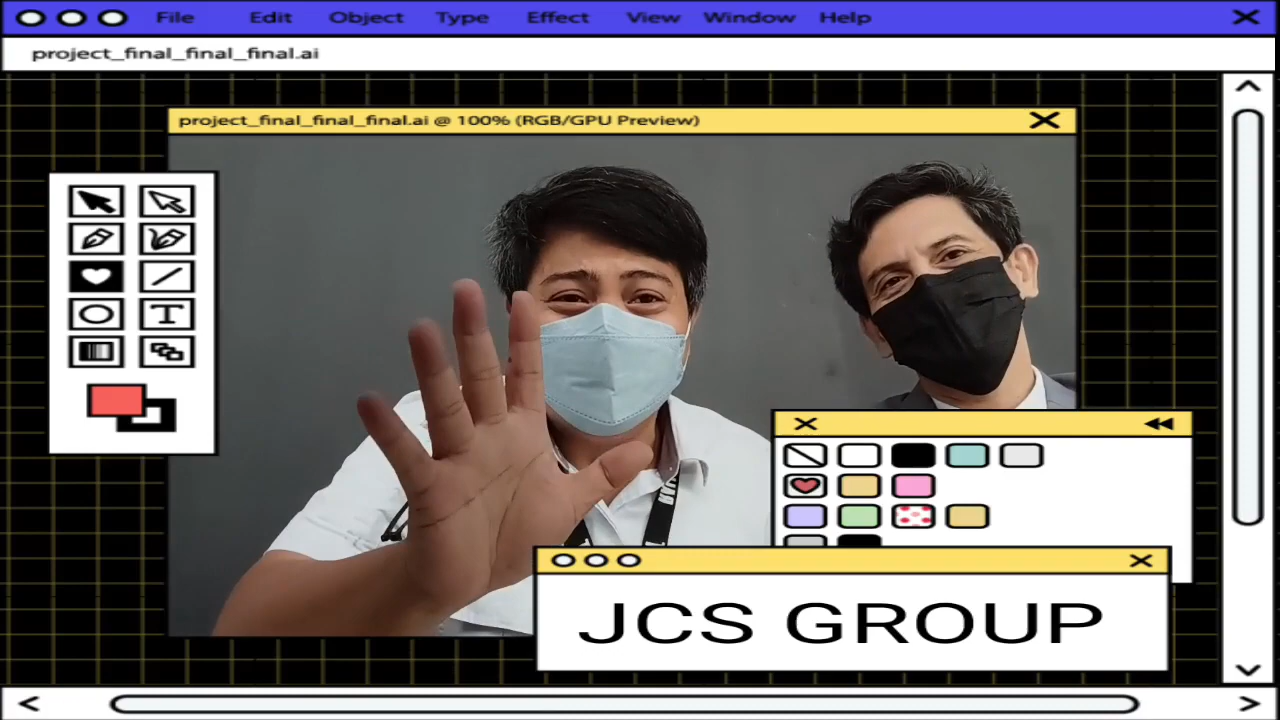 File Edit Object Type Effect View Window Help
project_final_final_final.ai
project_final_final_final.ai @ 100% (RGB/GPU Preview)
T
JCS GROUP